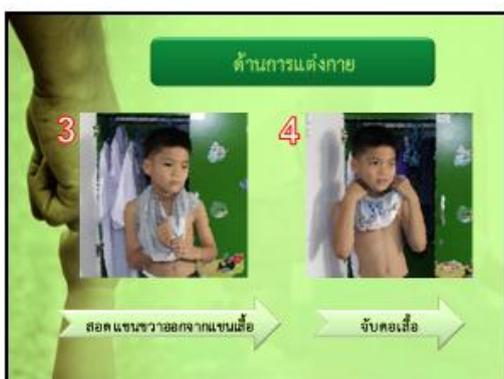 ด้านการแต่งกาย
3
4
สอดแขนขวาออกจากแขนเสื้อ
จับคอเสื้อ